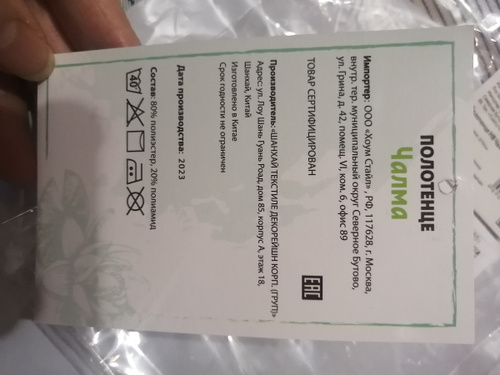 ПОЛОТЕНЦЕ
Чалма
Импортер: ООО «Хоум Стайл» , РФ, 117628, г. Москва,
внутр. тер. муниципальный округ Северное Бутово,
ул. Грина, д. 42, помещ. VI, ком. 6, офис 89
ТОВАР СЕРТИФИЦИРОВАН
EAC
Производитель: «ШАНХАЙ ТЕКСТИЛЕ ДЕКОРЕЙШН КОРП. (ГРУП)»
Адрес: ул. Лоу Шань Гуань Роад, дом 85, корпус А, этаж 18,
Шанхай, Китай
Изготовлено в Китае
Срок годности не ограничен
Дата производства: 2023
Состав: 80% полиэстер, 20% полиамид
40